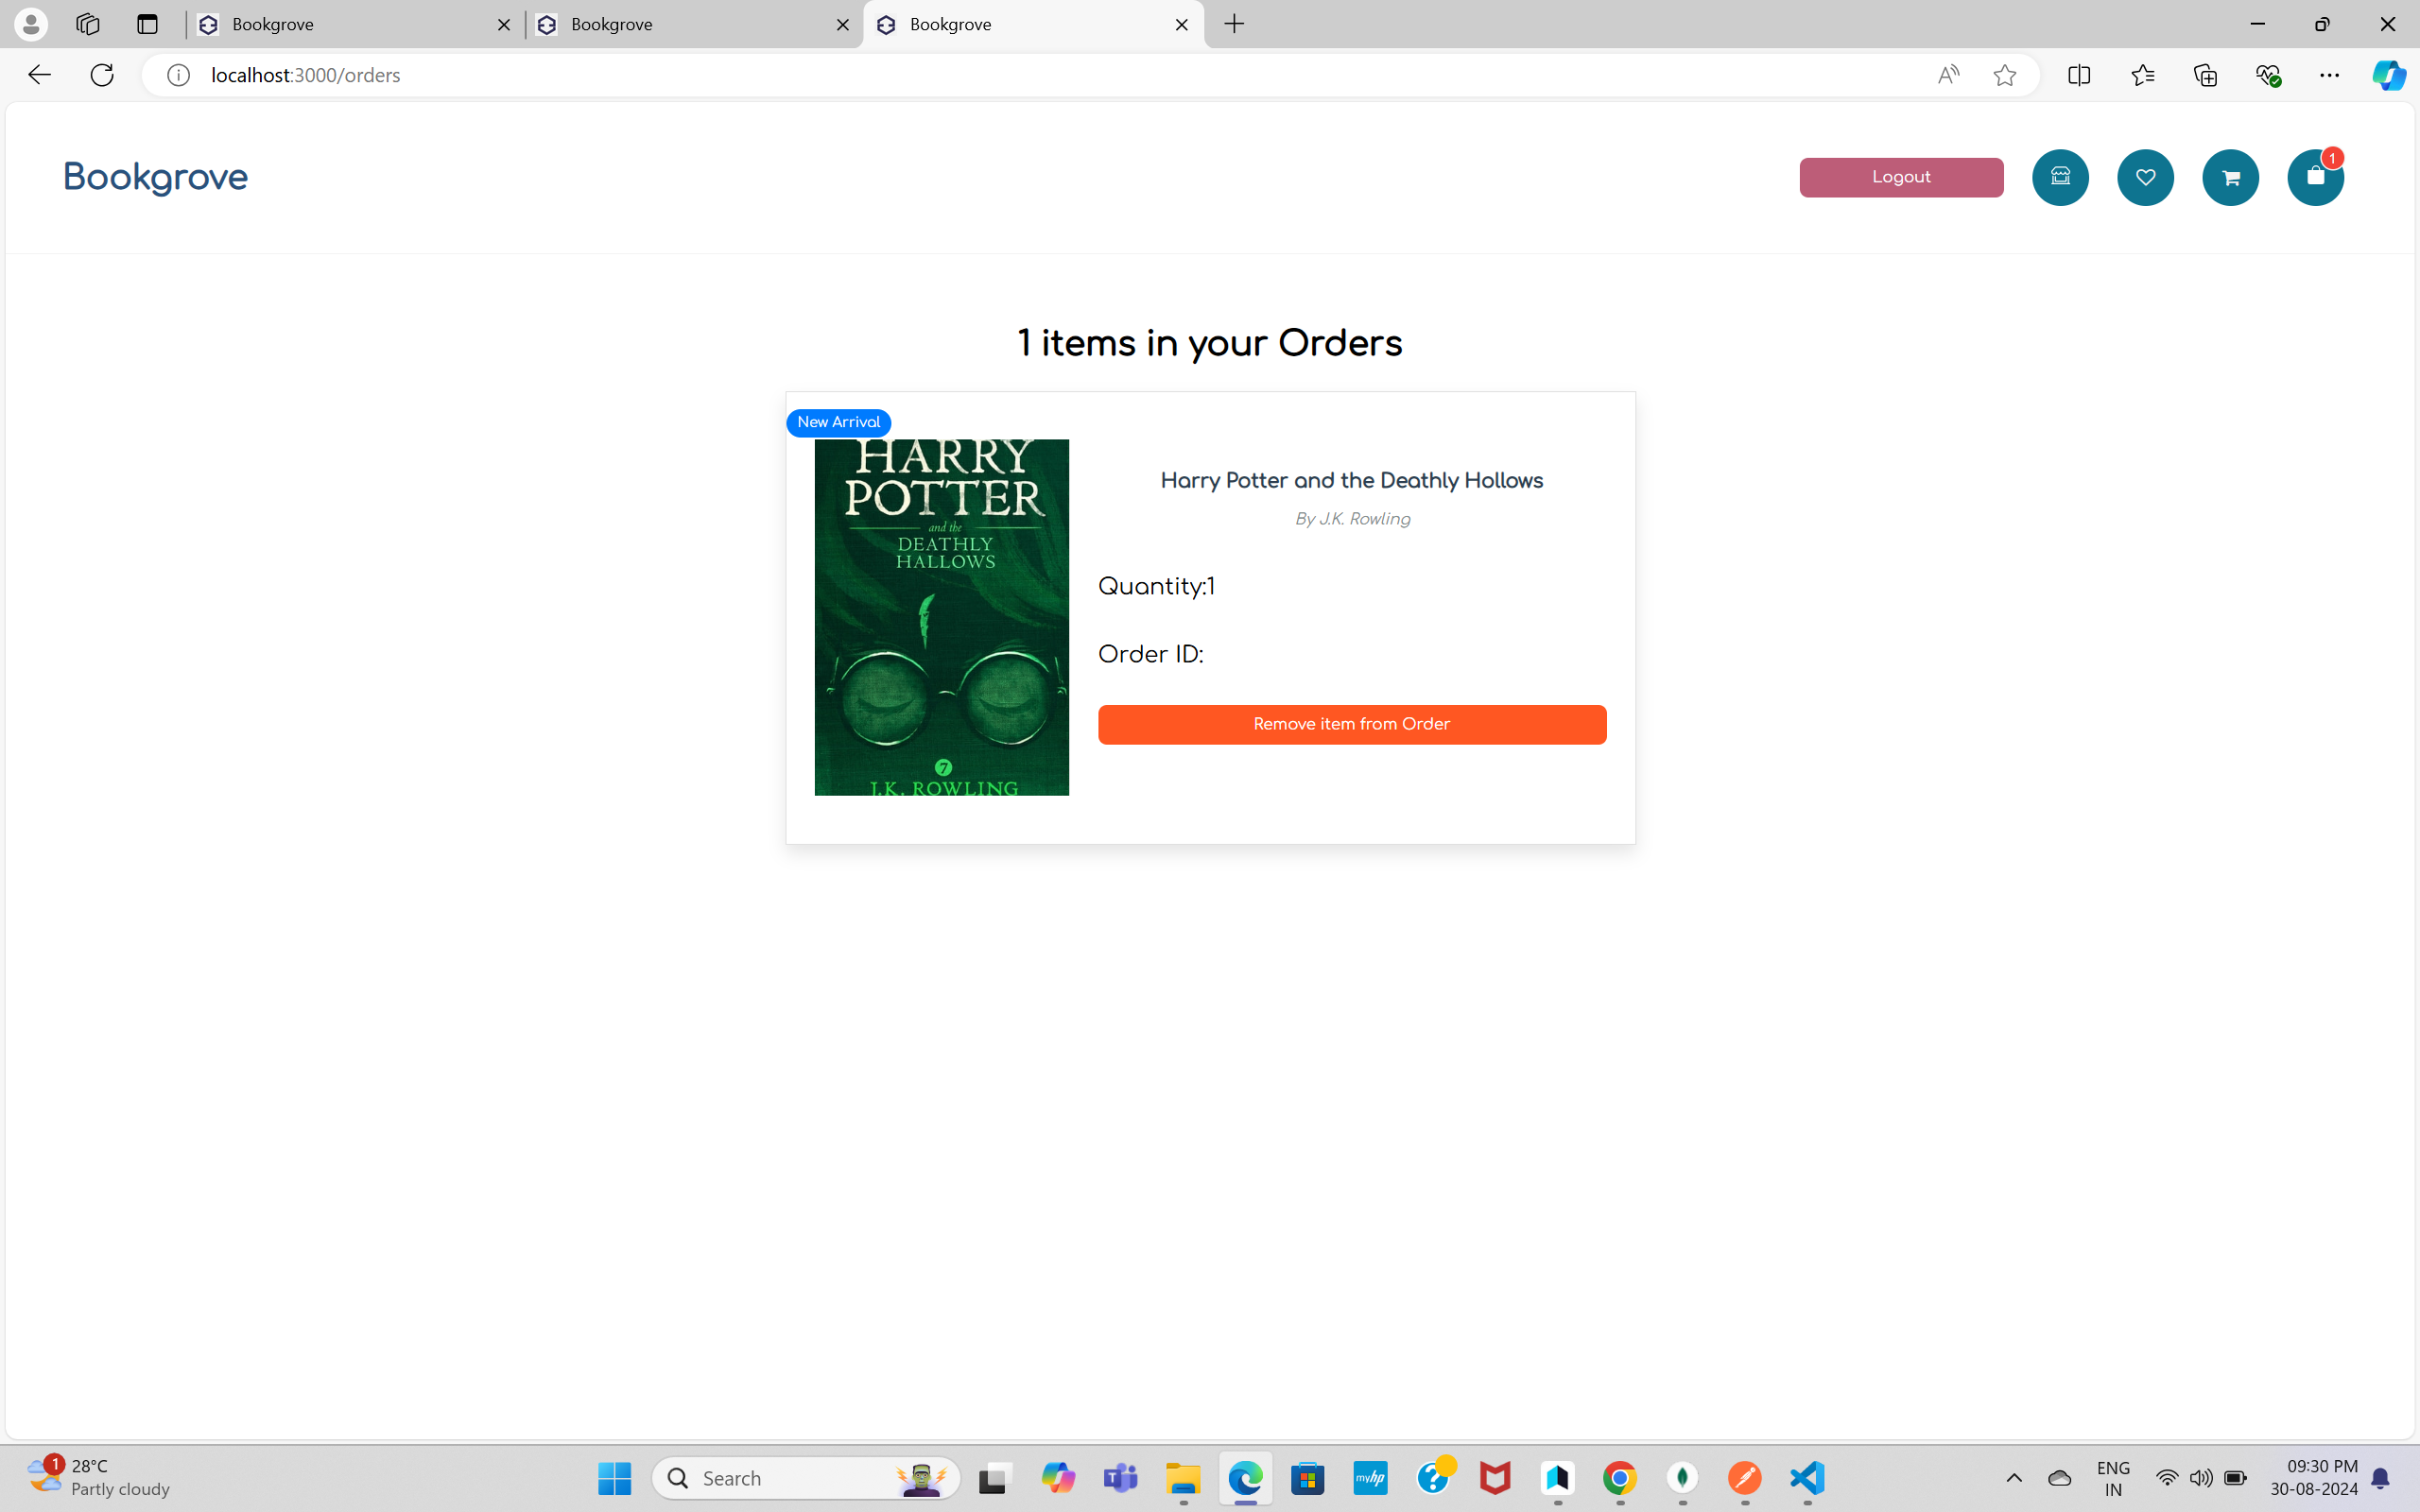 Bookgrove
Bookgrove
Bookgrove
localhost:3000/orders
Bookgrove
Logout
1
1 items in your Orders
New Arrival
HARRY
POTTER
and the
DEATHLY
HALLOWS
7
J.K. ROWLING
Harry Potter and the Deathly Hollows
By J.K. Rowling
Quantity:1
Order ID:
Remove item from Order
1
28°C
Partly cloudy
Search
T
myhp
?
ENG
IN
09:30 PM
30-08-2024